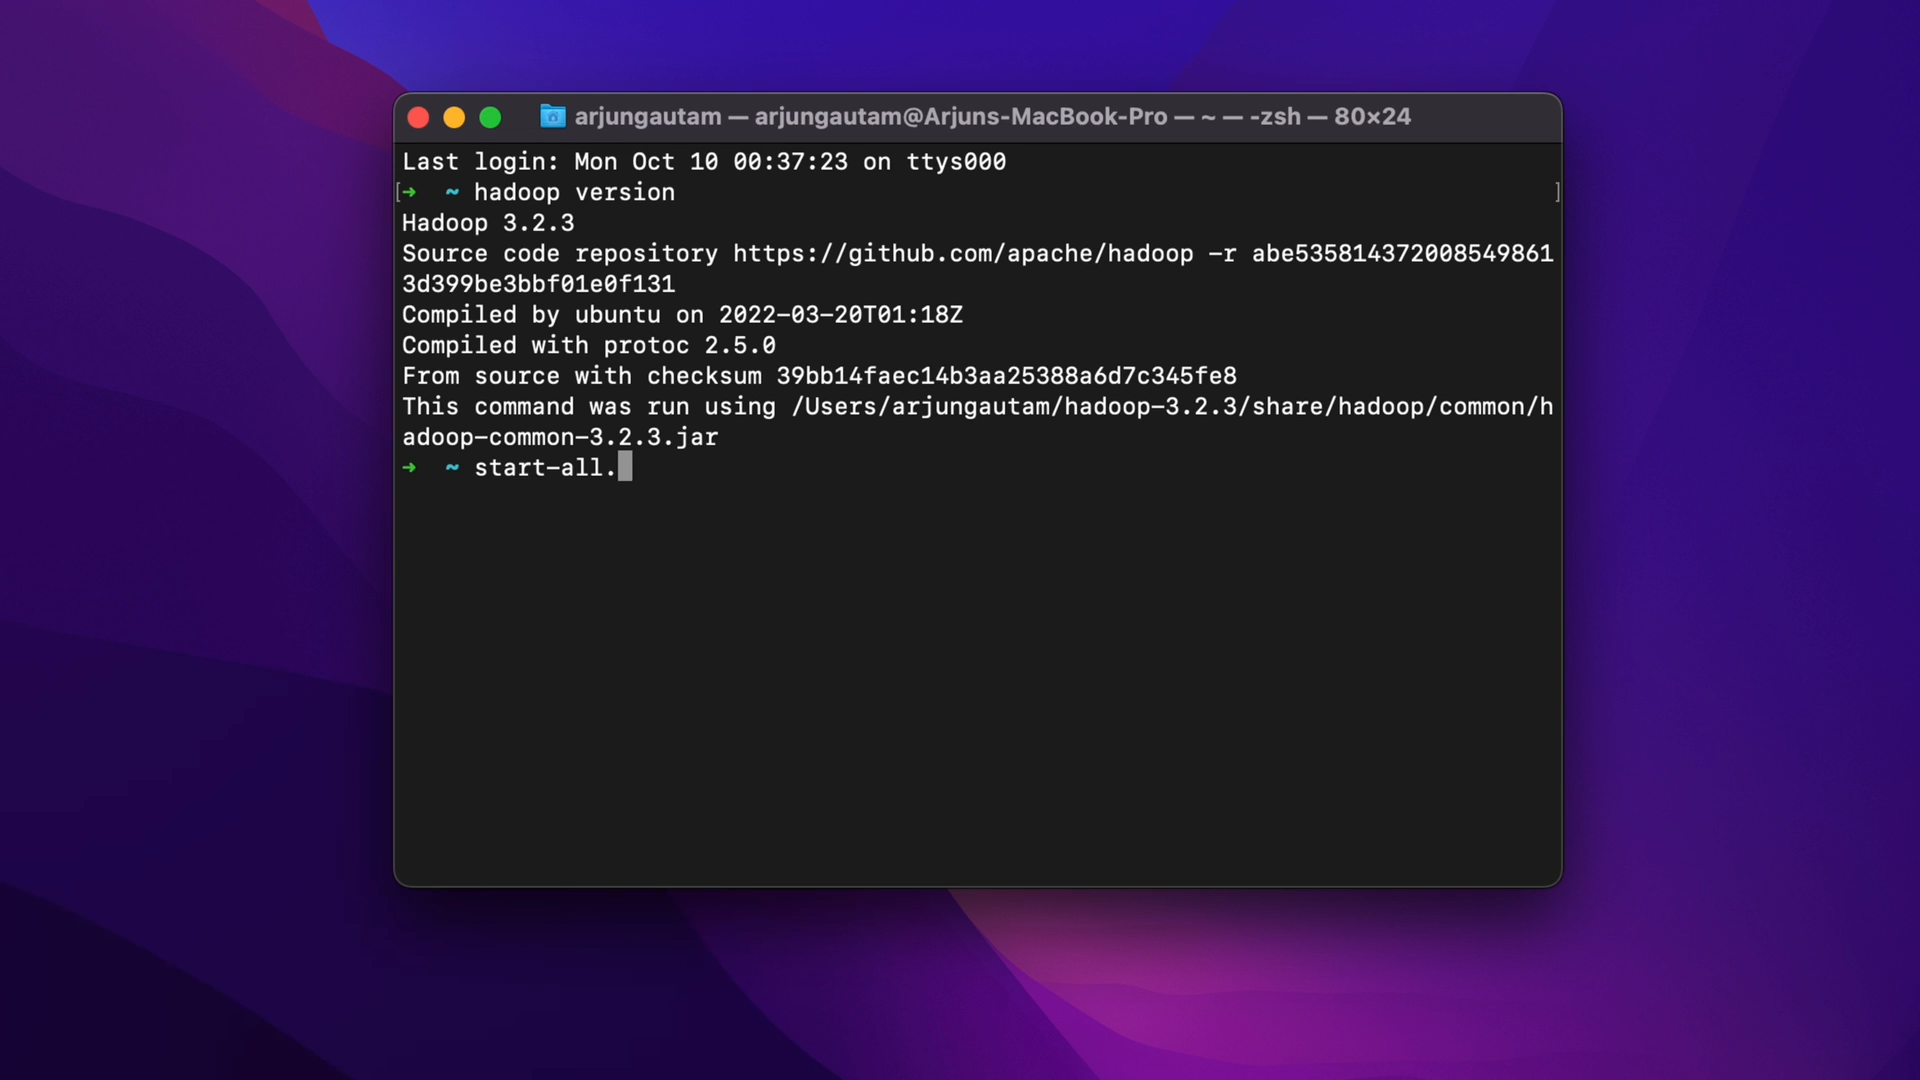 arjungautam — arjungautam@Arjuns-MacBook-Pro — ~ — -zsh — 80×24
Last login: Mon Oct 10 00:37:23 on ttys000
[➜  ~ hadoop version ]
Hadoop 3.2.3
Source code repository https://github.com/apache/hadoop -r abe535814372008549861
3d399be3bbf01e0f131
Compiled by ubuntu on 2022-03-20T01:18Z
Compiled with protoc 2.5.0
From source with checksum 39bb14faec14b3aa25388a6d7c345fe8
This command was run using /Users/arjungautam/hadoop-3.2.3/share/hadoop/common/h
adoop-common-3.2.3.jar
➜  ~ start-all.